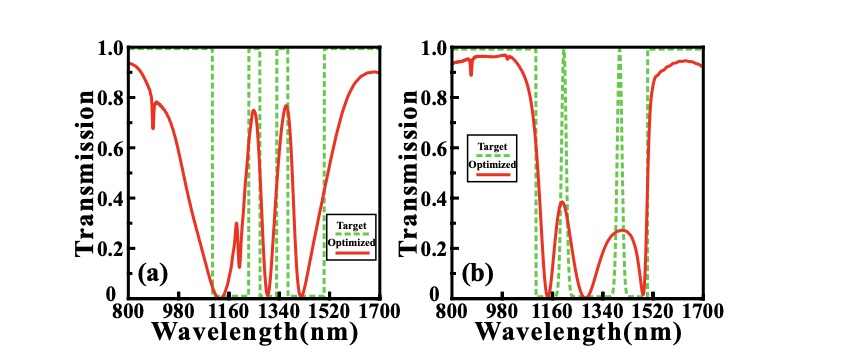 1.0
0.8
0.6
0.4
0.2
0
Transmission
(a)
Target
Optimized
800 980 1160 1340 1520 1700
Wavelength(nm)
1.0
0.8
0.6
0.4
0.2
0
Transmission
(b)
Target
Optimized
800 980 1160 1340 1520 1700
Wavelength(nm)